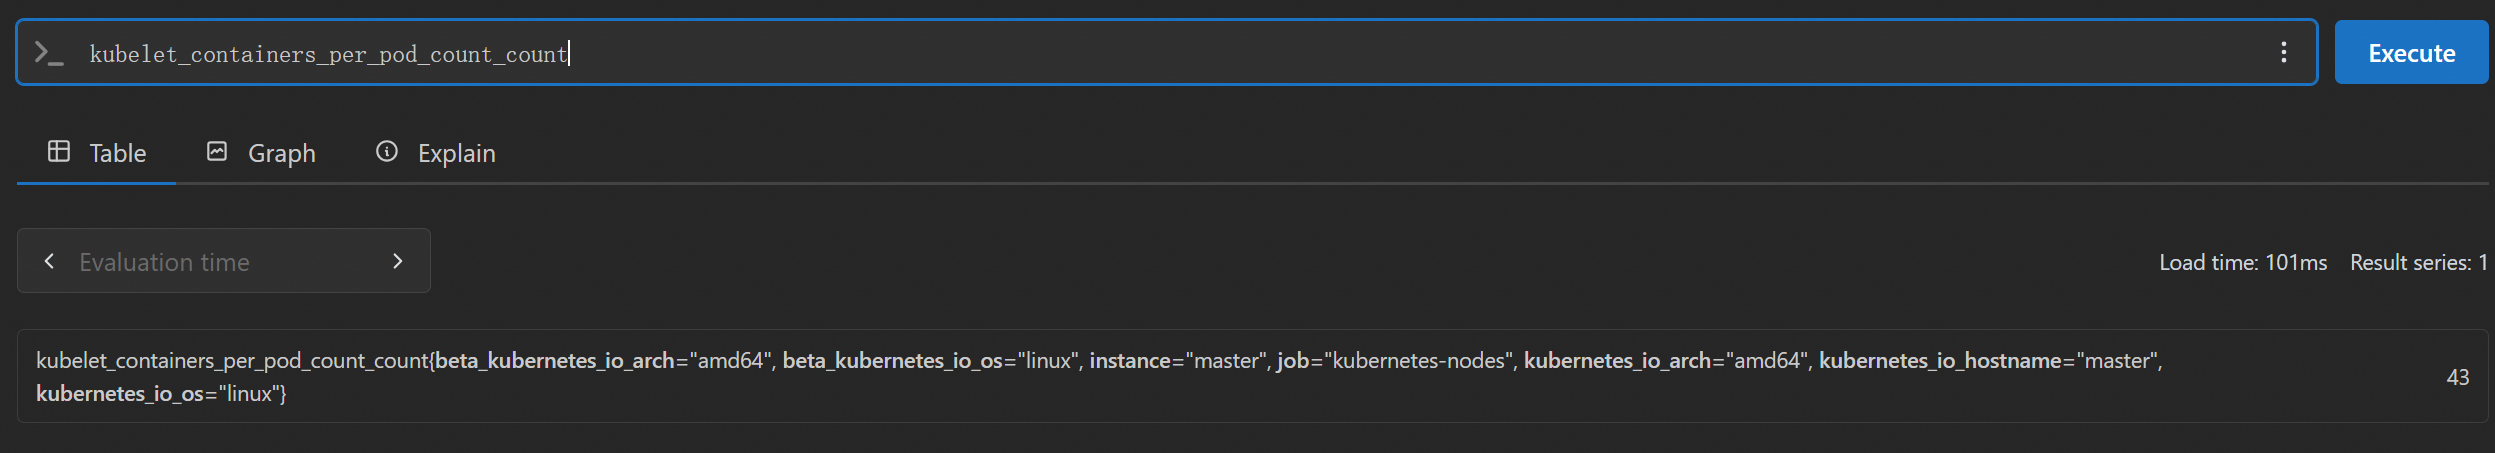 kubelet_containers_per_pod_count_count
Execute
Table Graph Explain
Evaluation time
Load time: 101ms Result series: 1
kubelet_containers_per_pod_count_count{beta_kubernetes_io_arch="amd64", beta_kubernetes_io_os="linux", instance="master", job="kubernetes-nodes", kubernetes_io_arch="amd64", kubernetes_io_hostname="master",
kubernetes_io_os="linux"}
43